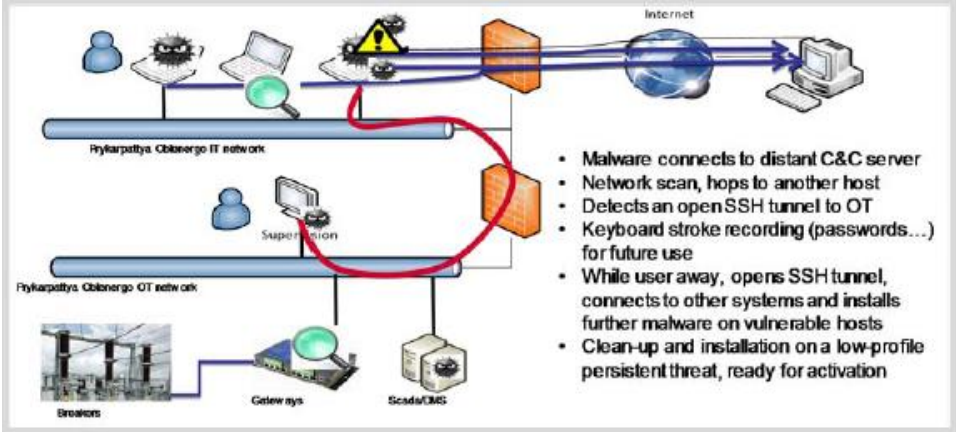 Internet
Prykarpattya Oblenergo IT network
Supervision
Prykarpattya Oblenergo OT network
Breakers
Gateways
Scada/DMS
• Malware connects to distant C&C server
• Network scan, hops to another host
• Detects an open SSH tunnel to OT
• Keyboard stroke recording (passwords…)
for future use
• While user away, opens SSH tunnel,
connects to other systems and installs
further malware on vulnerable hosts
• Clean-up and installation on a low-profile
persistent threat, ready for activation